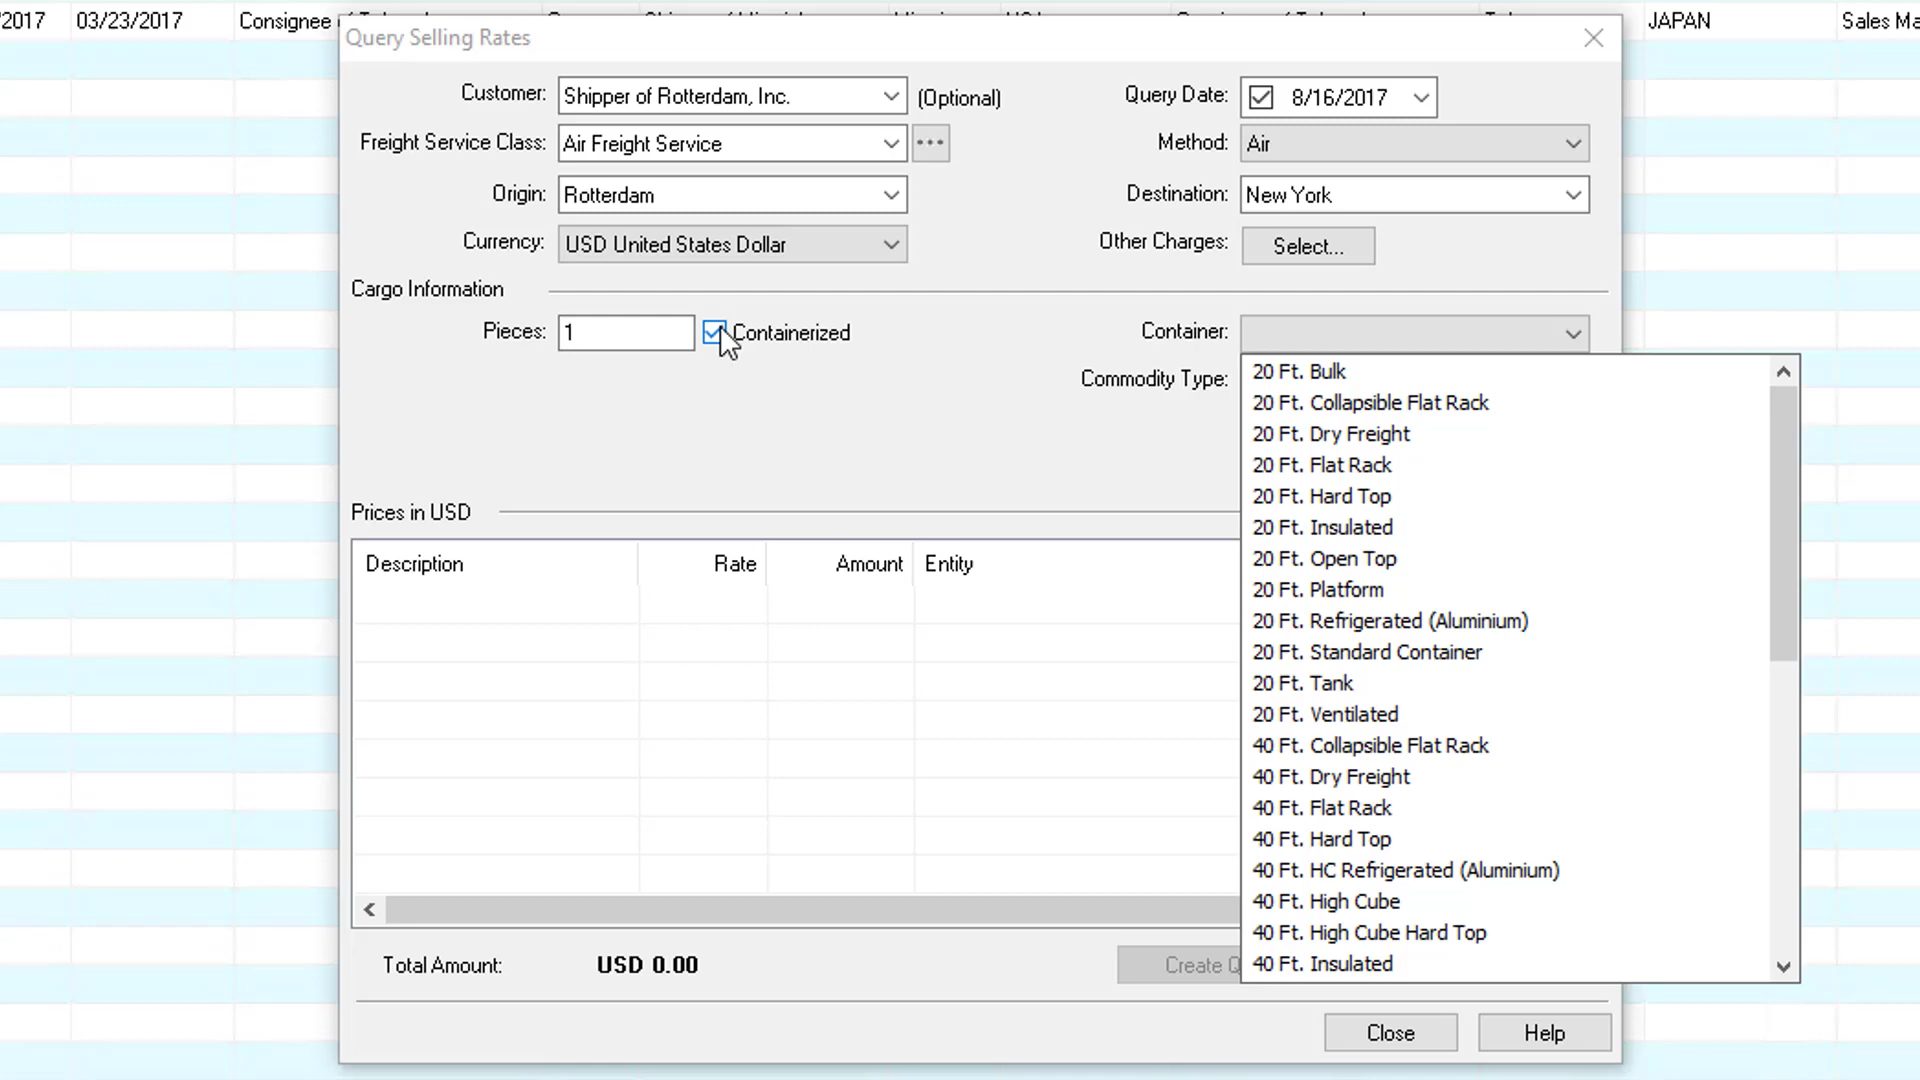 /2017 03/23/2017 Consignee JAPAN Sales Ma
Query Selling Rates
Customer: Shipper of Rotterdam, Inc. (Optional) Query Date: 8/16/2017
Freight Service Class: Air Freight Service ... Method: Air
Origin: Rotterdam Destination: New York
Currency: USD United States Dollar Other Charges: Select...
Cargo Information
Pieces: 1 Containerized Container:
Commodity Type:
20 Ft. Bulk
20 Ft. Collapsible Flat Rack
20 Ft. Dry Freight
20 Ft. Flat Rack
20 Ft. Hard Top
20 Ft. Insulated
20 Ft. Open Top
20 Ft. Platform
20 Ft. Refrigerated (Aluminium)
20 Ft. Standard Container
20 Ft. Tank
20 Ft. Ventilated
40 Ft. Collapsible Flat Rack
40 Ft. Dry Freight
40 Ft. Flat Rack
40 Ft. Hard Top
40 Ft. HC Refrigerated (Aluminium)
40 Ft. High Cube
40 Ft. High Cube Hard Top
40 Ft. Insulated
Prices in USD
Description Rate Amount Entity
Total Amount: USD 0.00 Create Q
Close Help